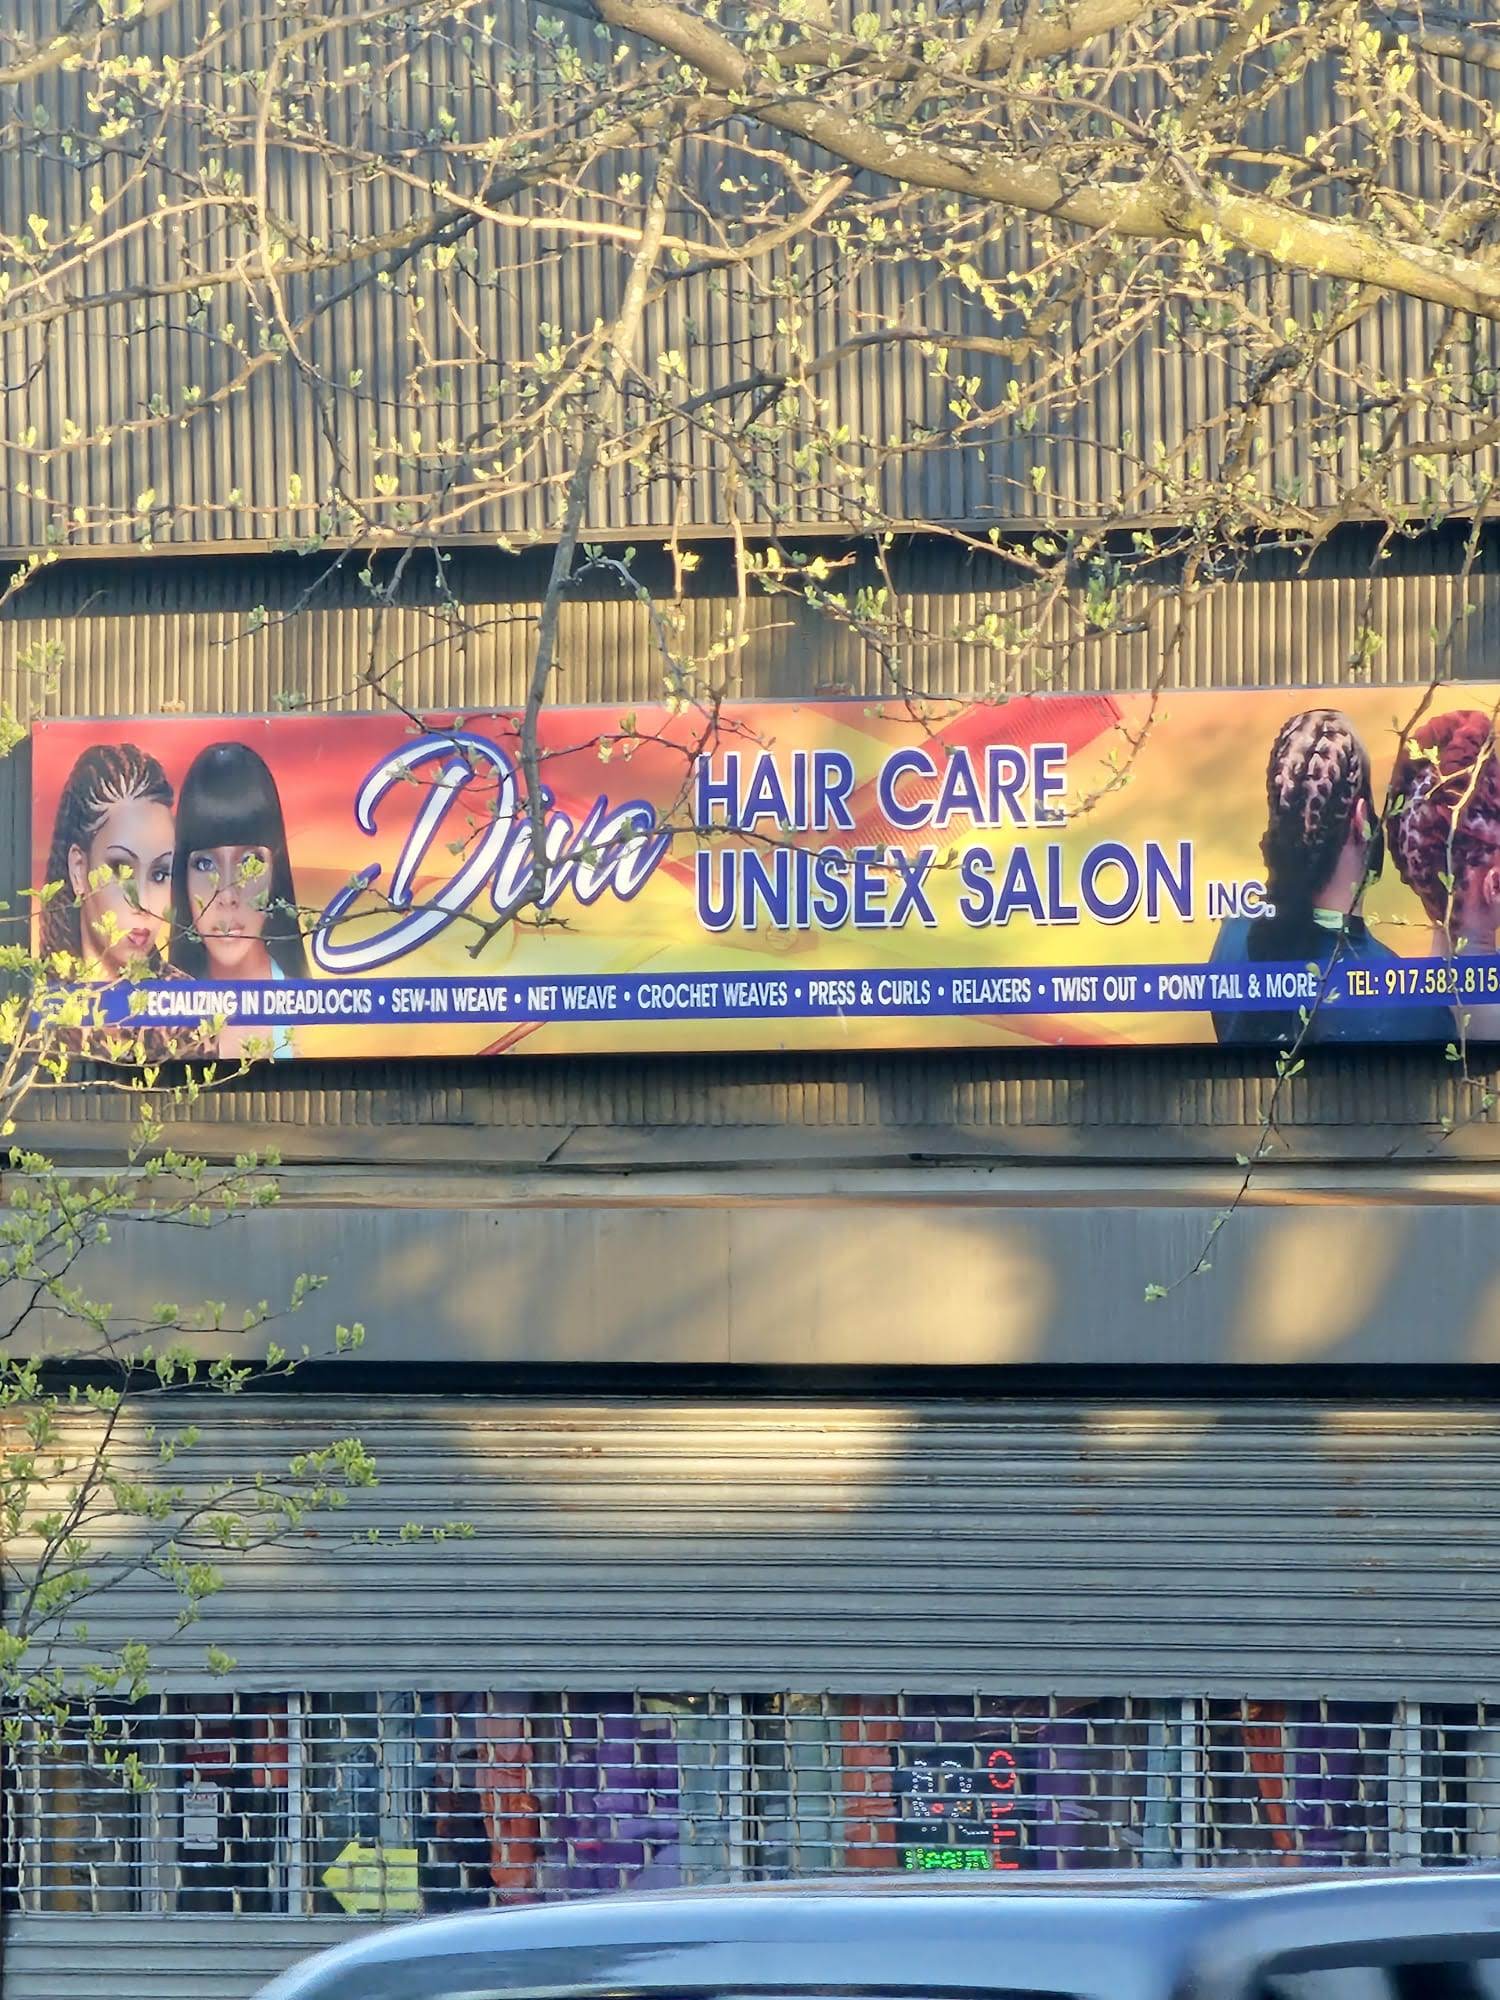 Diva
HAIR CARE
UNISEX SALON INC.
SPECIALIZING IN DREADLOCKS • SEW-IN WEAVE • NET WEAVE • CROCHET WEAVES • PRESS & CURLS • RELAXERS • TWIST OUT • PONY TAIL & MORE TEL: 917.582.815